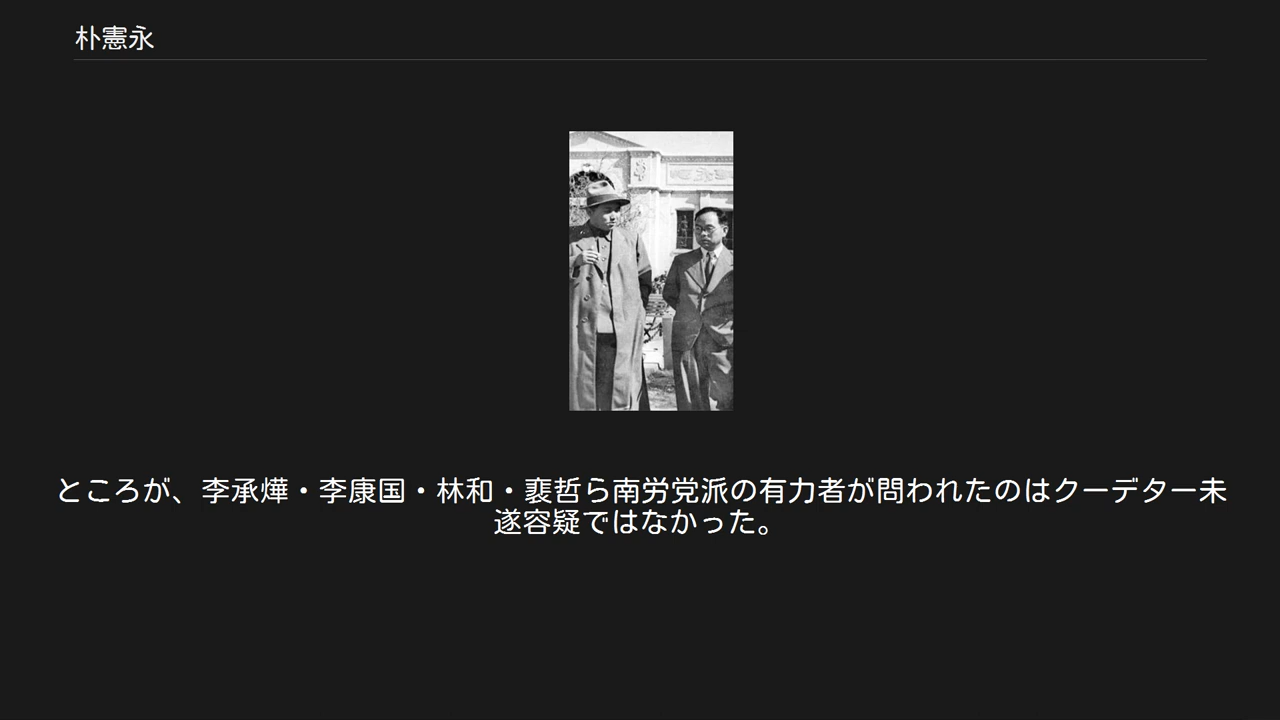 朴憲永
ところが、李承燁・李康国・林和・裵哲ら南労党派の有力者が問われたのはクーデター未
遂容疑ではなかった。